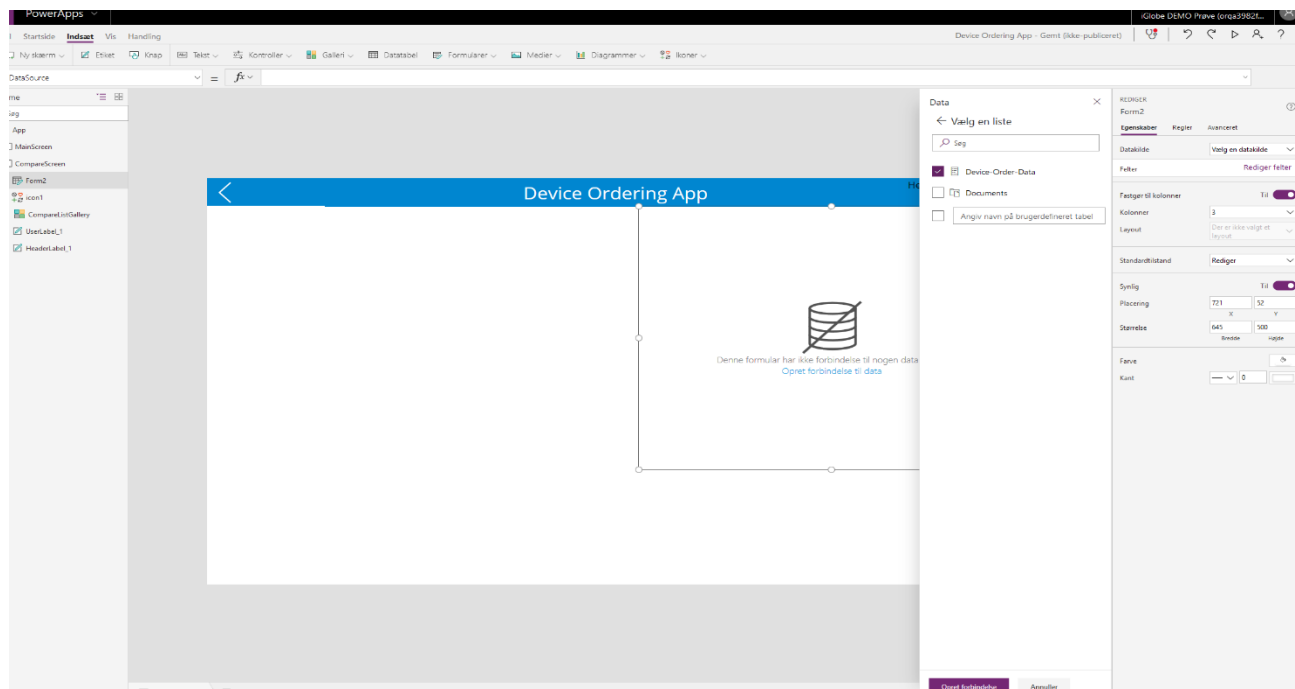 PowerApps
iGlobe DEMO Prøve (orqa3982f...
Startside Indsæt Vis Handling
Device Ordering App - Gemt (ikke-publiceret)
Ny skærm Etiket Knap Tekst Kontroller Galleri Datatabel Formularer Medier Diagrammer Ikoner
DataSource = fx
Søg
App
MainScreen
CompareScreen
Form2
icon1
CompareListGallery
UserLabel_1
HeaderLabel_1
Device Ordering App
Denne formular har ikke forbindelse til nogen data
Opret forbindelse til data
Data
Vælg en liste
Søg
Device-Order-Data
Documents
Angiv navn på brugerdefineret tabel
Opret forbindelse Annuller
REDIGER
Form2
Egenskaber Regler Avanceret
Datakilde Vælg en datakilde
Felter Rediger felter
Fastgør til kolonner Til
Kolonner 3
Layout Der er ikke valgt et layout
Standardtilstand Rediger
Synlig Til
Placering 721 52
X Y
Størrelse 645 500
Bredde Højde
Farve
Kant 0